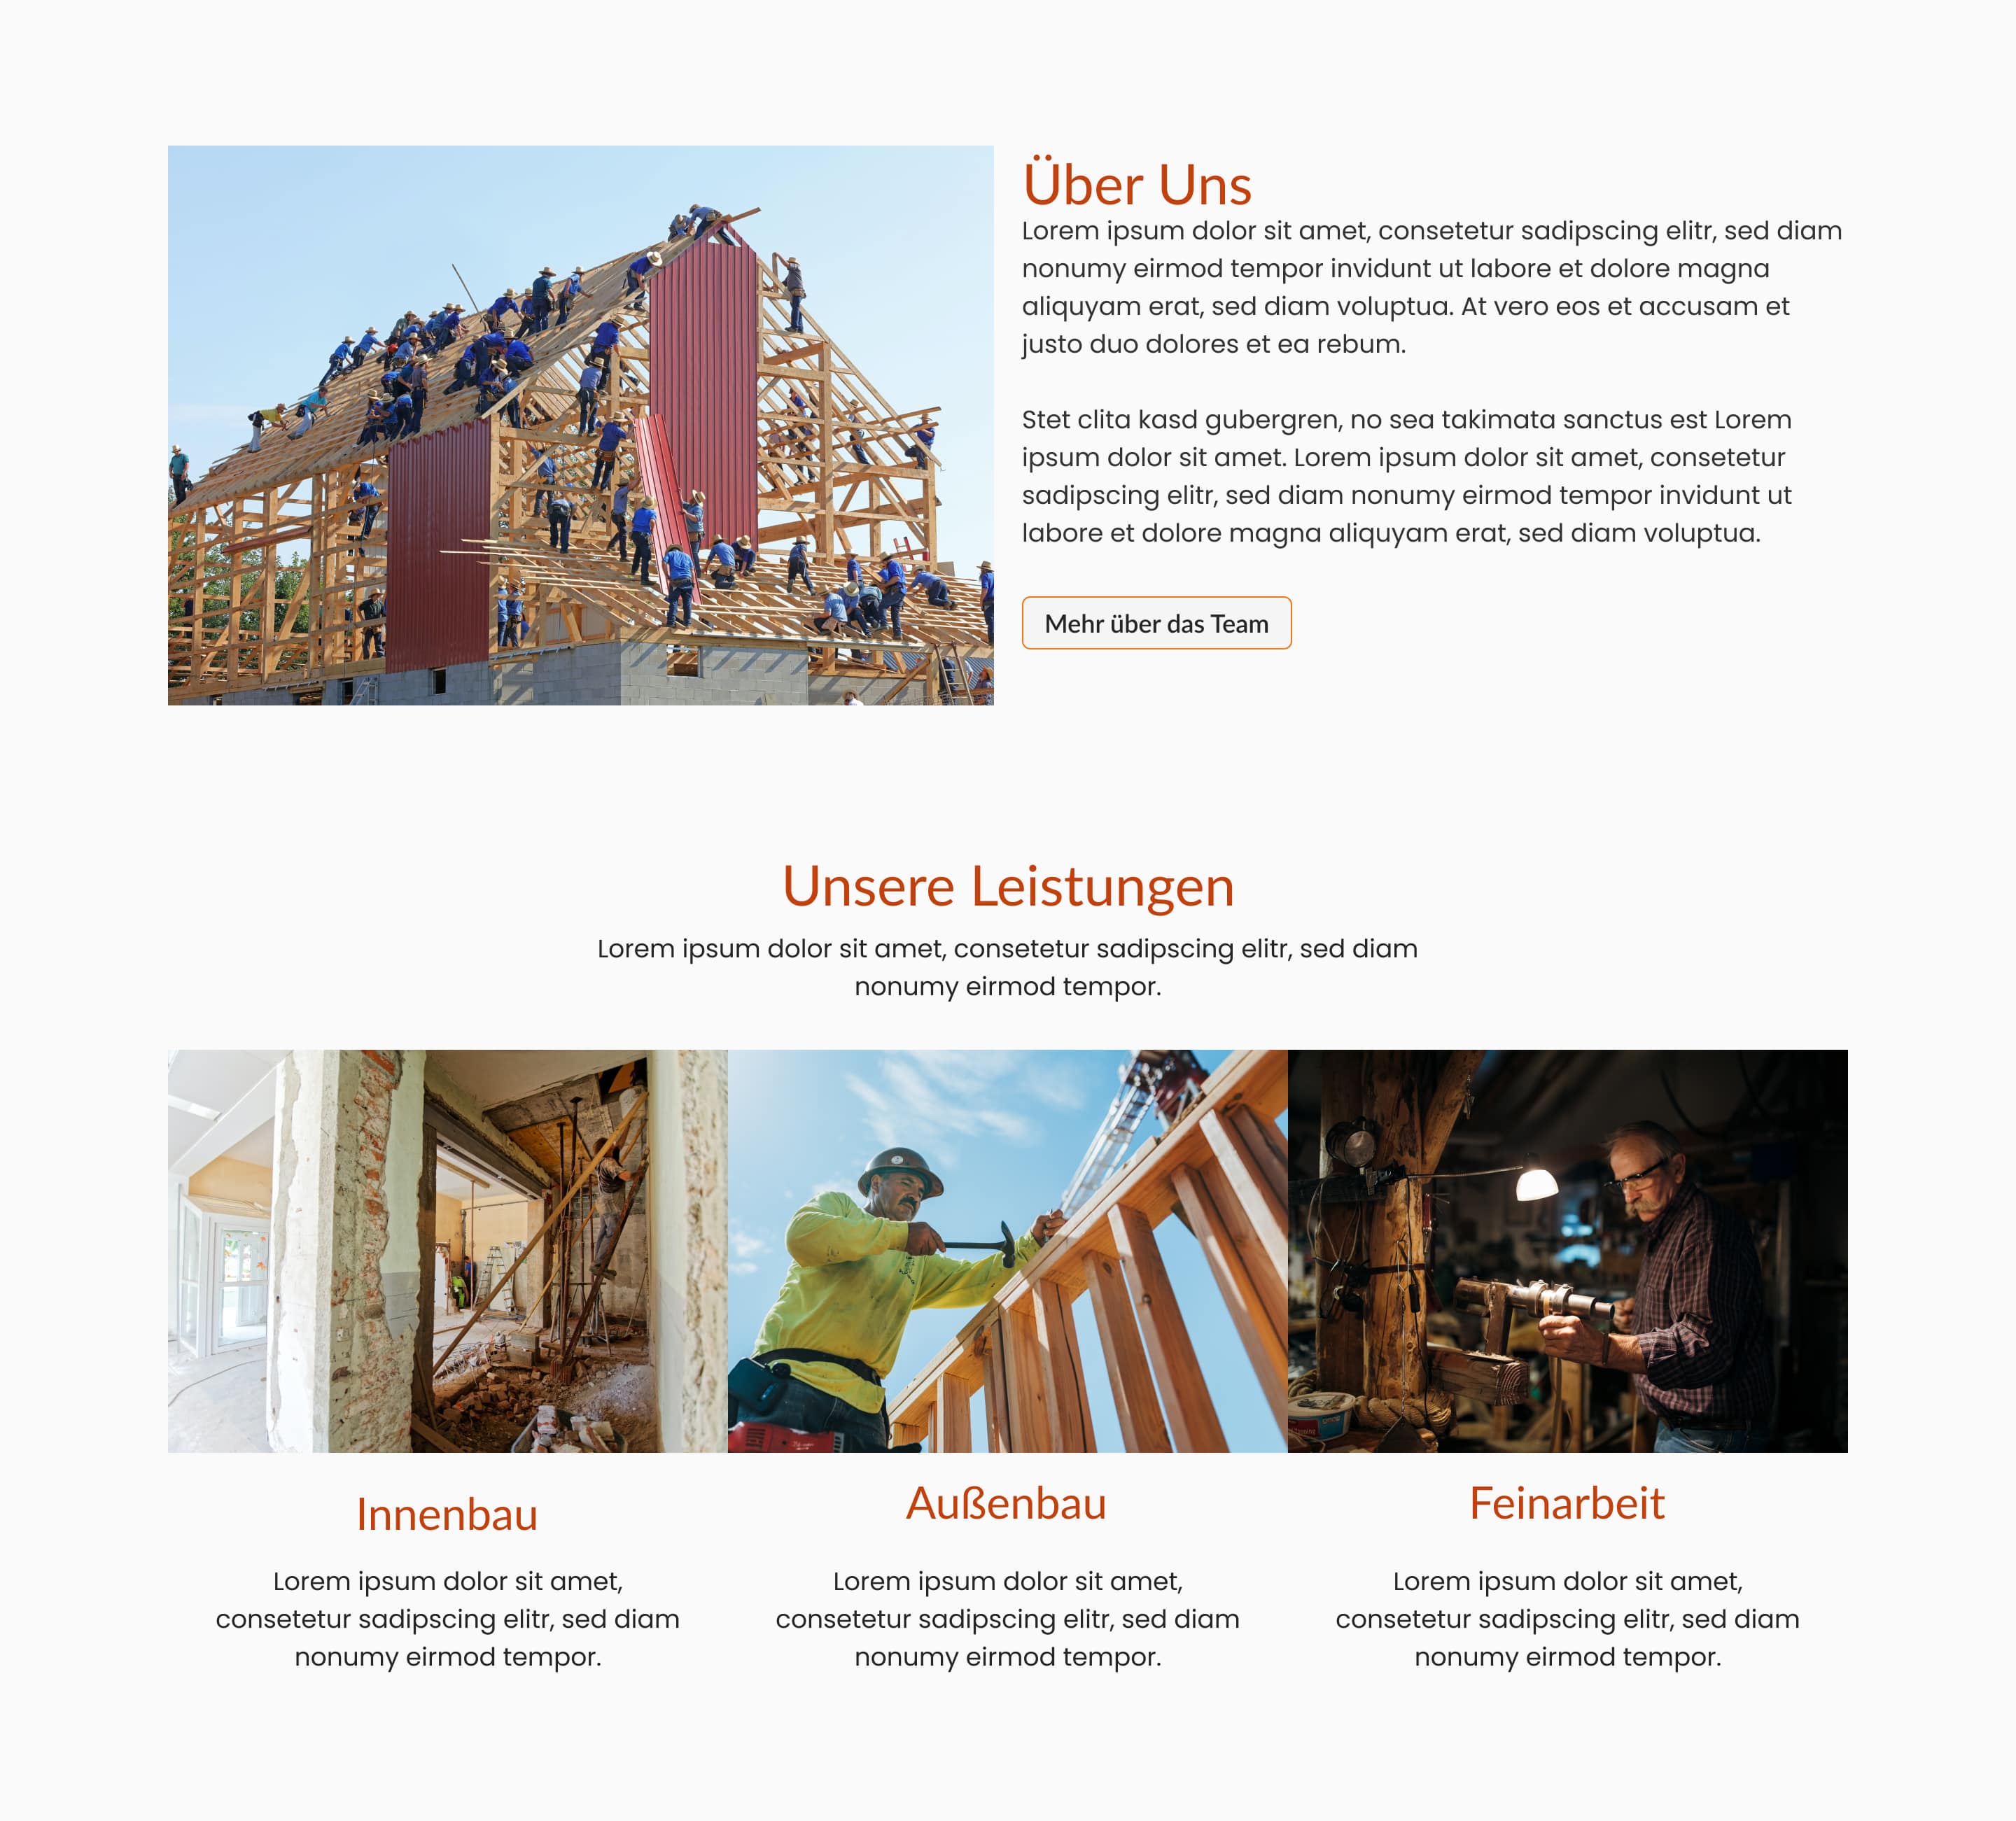 Über Uns
Lorem ipsum dolor sit amet, consetetur sadipscing elitr, sed diam
nonumy eirmod tempor invidunt ut labore et dolore magna
aliquyam erat, sed diam voluptua. At vero eos et accusam et
justo duo dolores et ea rebum.
Stet clita kasd gubergren, no sea takimata sanctus est Lorem
ipsum dolor sit amet. Lorem ipsum dolor sit amet, consetetur
sadipscing elitr, sed diam nonumy eirmod tempor invidunt ut
labore et dolore magna aliquyam erat, sed diam voluptua.
Mehr über das Team
Unsere Leistungen
Lorem ipsum dolor sit amet, consetetur sadipscing elitr, sed diam
nonumy eirmod tempor.
Innenbau
Lorem ipsum dolor sit amet,
consetetur sadipscing elitr, sed diam
nonumy eirmod tempor.
Außenbau
Lorem ipsum dolor sit amet,
consetetur sadipscing elitr, sed diam
nonumy eirmod tempor.
Feinarbeit
Lorem ipsum dolor sit amet,
consetetur sadipscing elitr, sed diam
nonumy eirmod tempor.